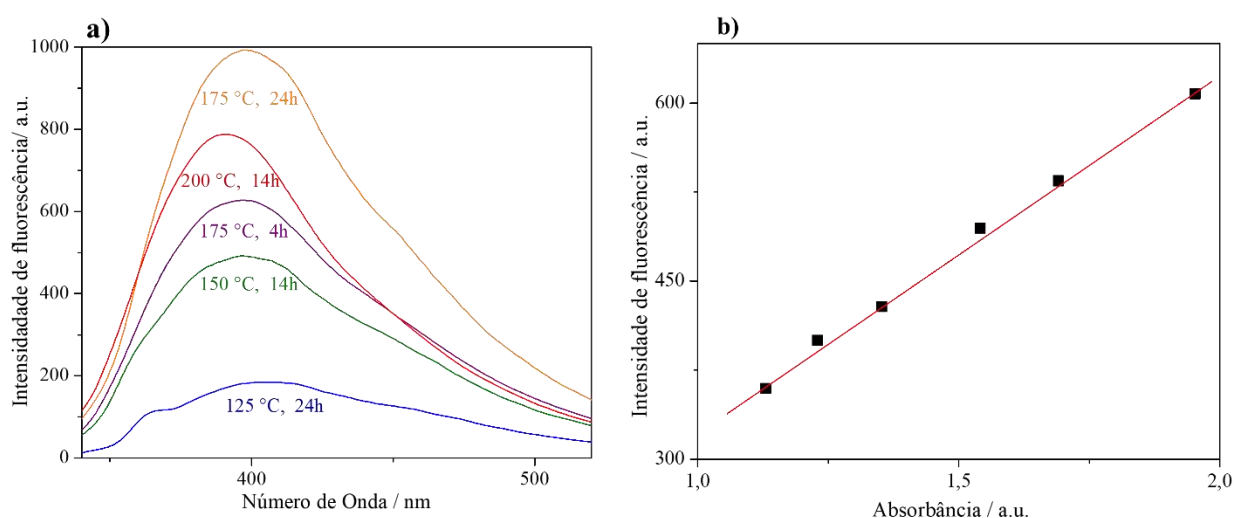 a)
Intensidadade de fluorescência/ a.u.
1000
800
600
400
200
0
175 °C, 24h
200 °C, 14h
175 °C, 4h
150 °C, 14h
125 °C, 24h
400
500
Número de Onda / nm
b)
Intensidade de fluorescência / a.u.
600
450
300
1,0
1,5
2,0
Absorbância / a.u.